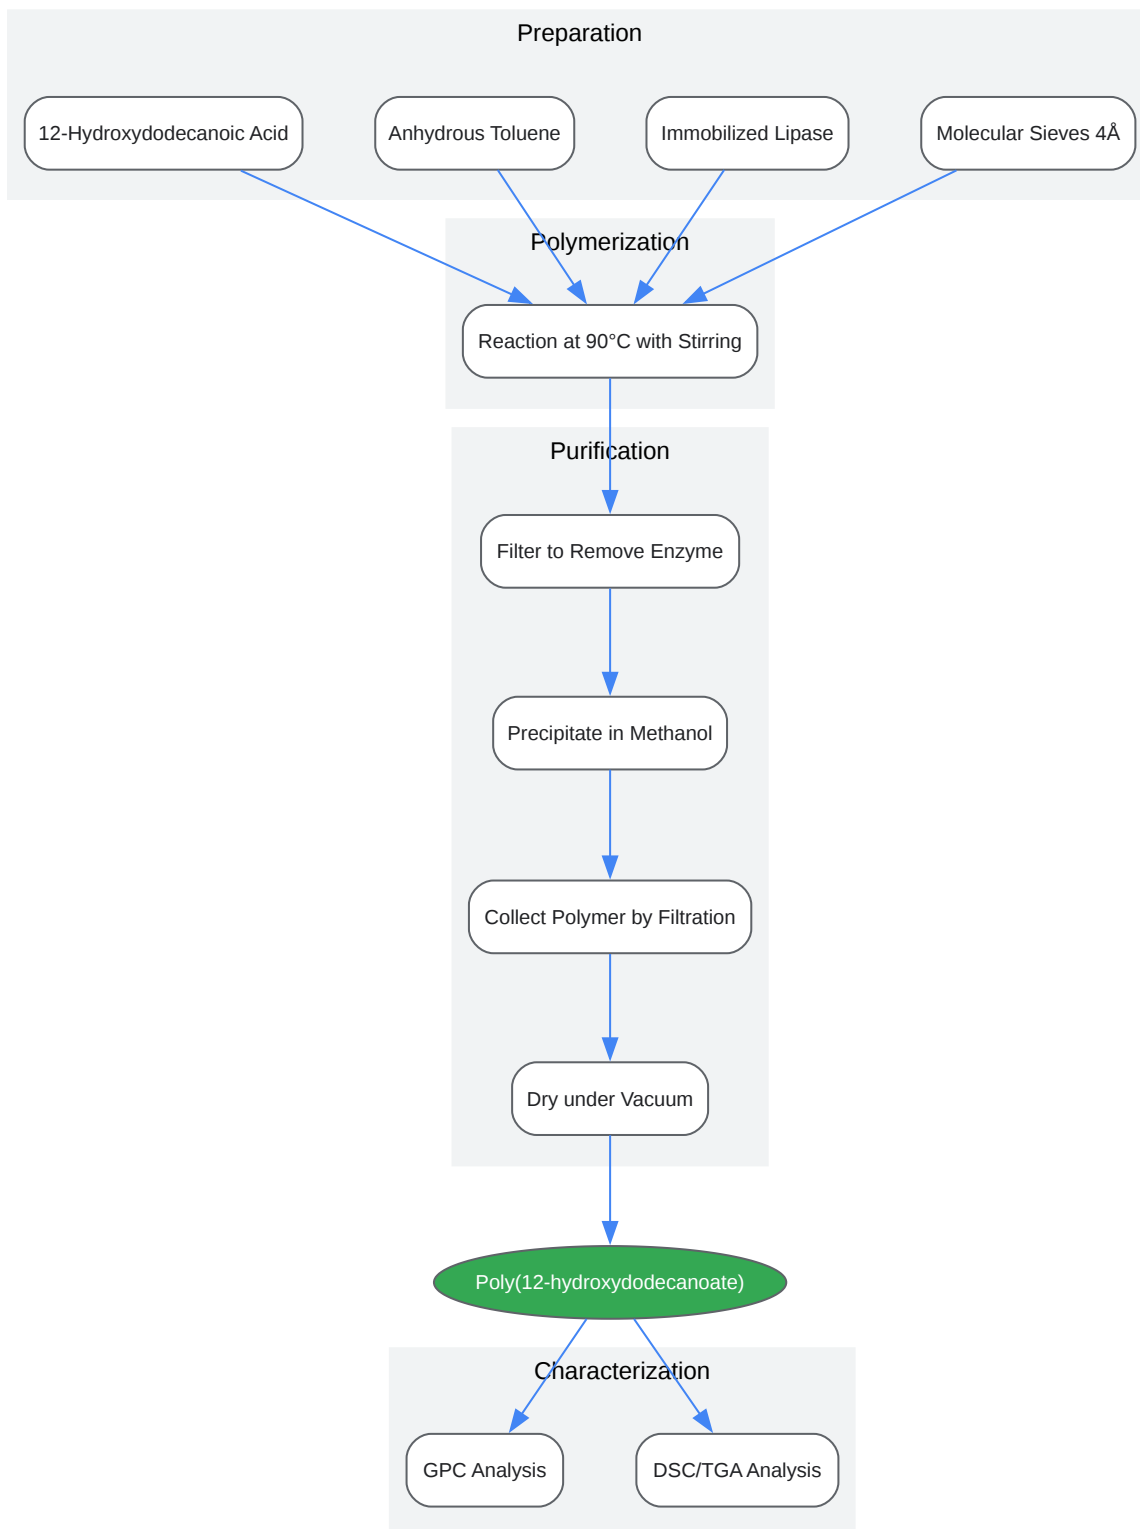 Preparation
12-Hydroxydodecanoic Acid
Anhydrous Toluene
Immobilized Lipase
Molecular Sieves 4Å
Polymerization
Reaction at 90°C with Stirring
Purification
Filter to Remove Enzyme
Precipitate in Methanol
Collect Polymer by Filtration
Dry under Vacuum
Poly(12-hydroxydodecanoate)
Characterization
GPC Analysis
DSC/TGA Analysis